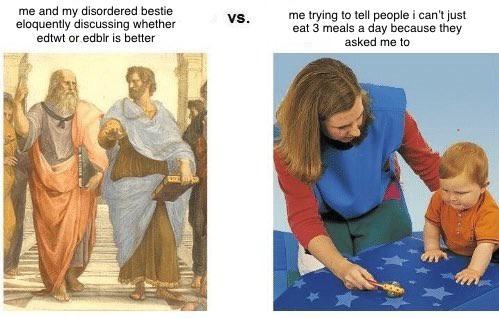 me and my disordered bestie
eloquently discussing whether
edtwt or edblr is better
vs.
me trying to tell people i can't just
eat 3 meals a day because they
asked me to